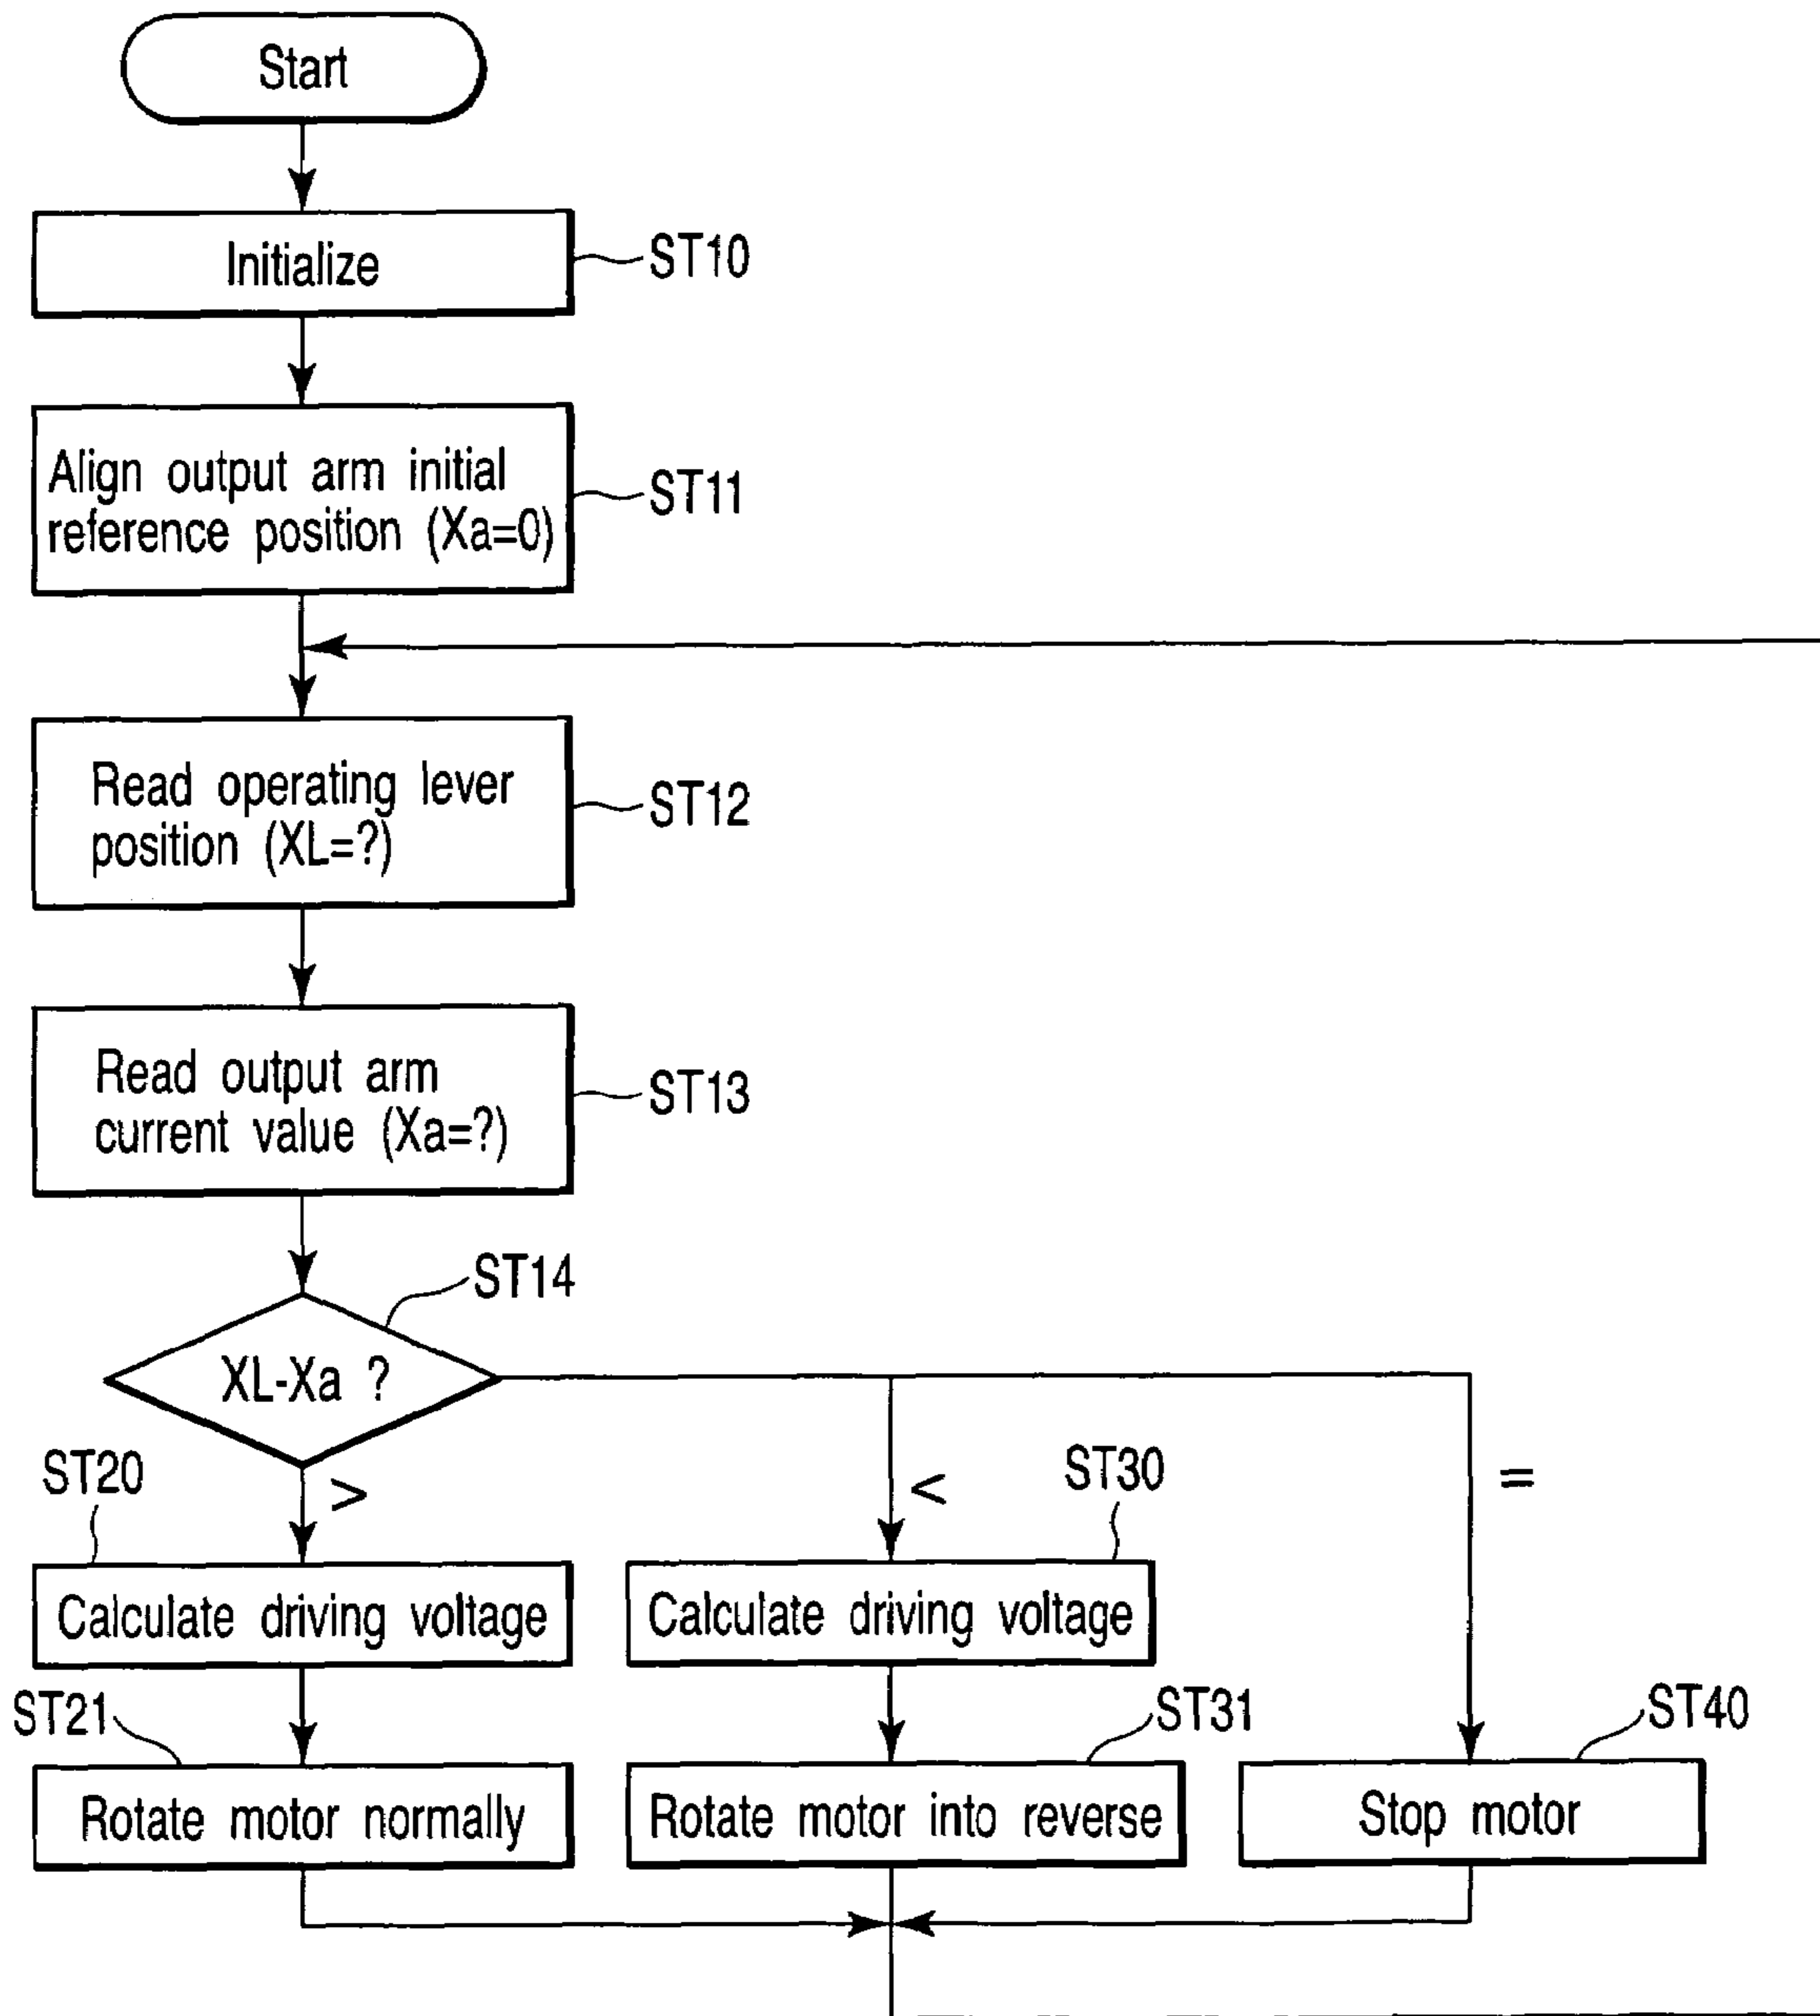 Start
Initialize
ST10
Align output arm initial
reference position (Xa=0)
ST11
Read operating lever
position (XL=?)
ST12
Read output arm
current value (Xa=?)
ST13
ST14
XL-Xa ?
ST20
>
<
ST30
=
Calculate driving voltage
Calculate driving voltage
ST21
ST31
ST40
Rotate motor normally
Rotate motor into reverse
Stop motor